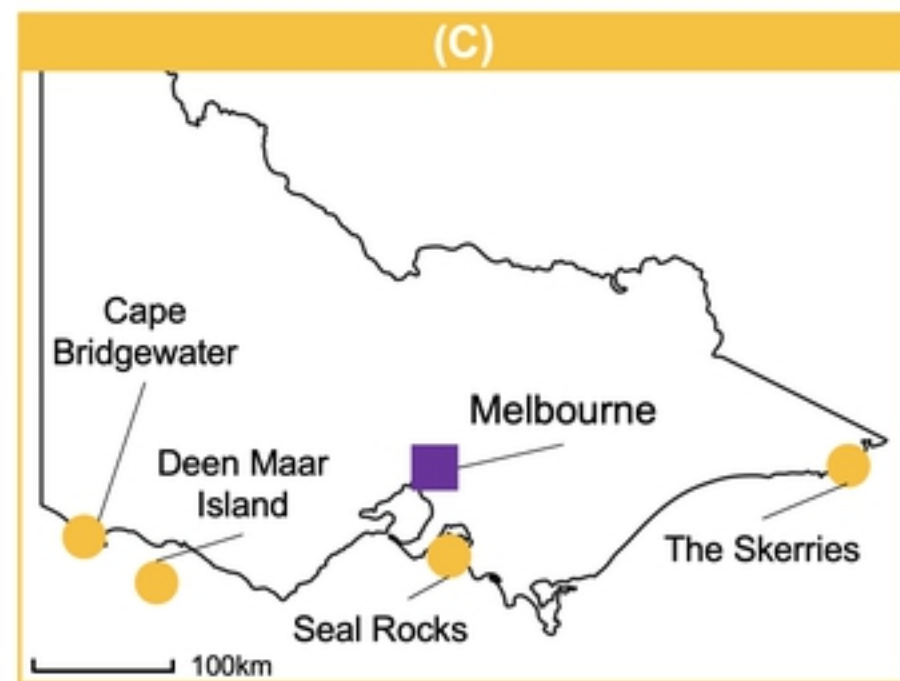 (C)
Cape
Bridgewater
Melbourne
Deen Maar
Island
The Skerries
Seal Rocks
100km